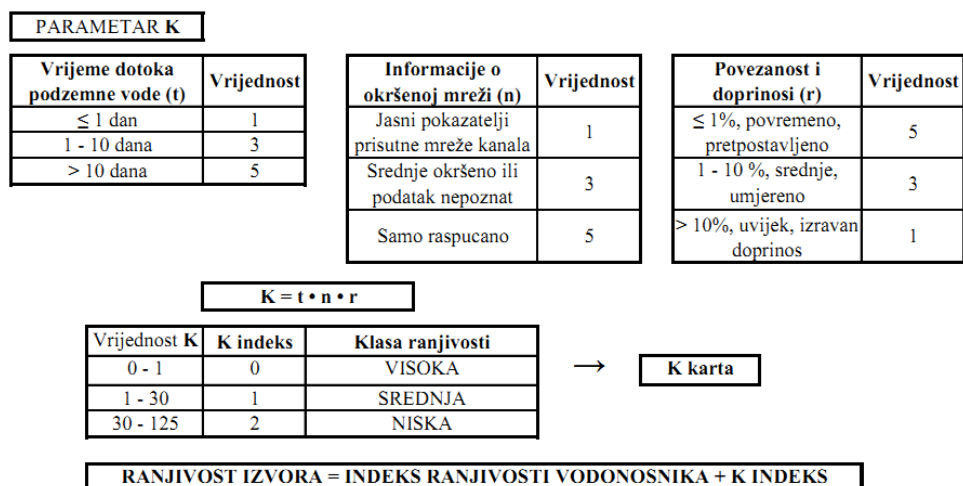 PARAMETAR K
Vrijeme dotoka
podzemne vode (t)
Vrijednost
≤ 1 dan
1
1 - 10 dana
3
> 10 dana
5
Informacije o
okršenoj mreži (n)
Vrijednost
Jasni pokazatelji
prisutne mreže kanala
1
Srednje okršeno ili
podatak nepoznat
3
Samo raspucano
5
Povezanost i
doprinosi (r)
Vrijednost
≤ 1%, povremeno,
pretpostavljeno
5
1 - 10 %, srednje,
umjereno
3
> 10%, uvijek, izravan
doprinos
1
K = t • n • r
Vrijednost K
K indeks
Klasa ranjivosti
0 - 1
0
VISOKA
1 - 30
1
SREDNJA
30 - 125
2
NISKA
→
K karta
RANJIVOST IZVORA = INDEKS RANJIVOSTI VODONOSNIKA + K INDEKS